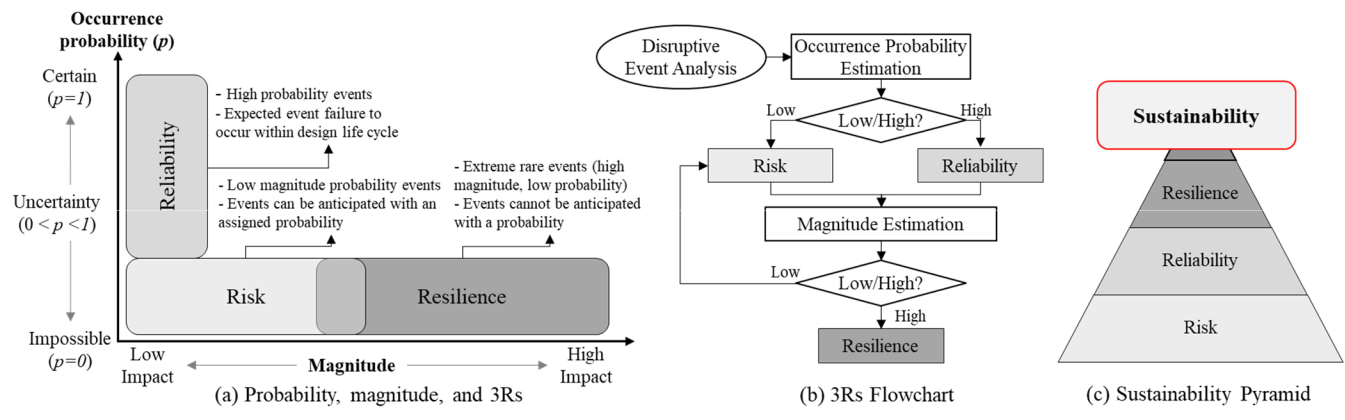 Occurrence
probability (p)
Certain
(p=1)
Uncertainty
(0 < p <1)
Impossible
(p=0)
Reliability
- High probability events
- Expected event failure to
occur within design life cycle
- Low magnitude probability events
- Events can be anticipated with an
assigned probability
- Extreme rare events (high
magnitude, low probability)
- Events cannot be anticipated
with a probability
Risk
Resilience
Low
Impact
Magnitude
High
Impact
(a) Probability, magnitude, and 3Rs
Disruptive
Event Analysis
Occurrence Probability
Estimation
Low
Low/High?
High
Risk
Reliability
Magnitude Estimation
Low
Low/High?
High
Resilience
(b) 3Rs Flowchart
Sustainability
Resilience
Reliability
Risk
(c) Sustainability Pyramid